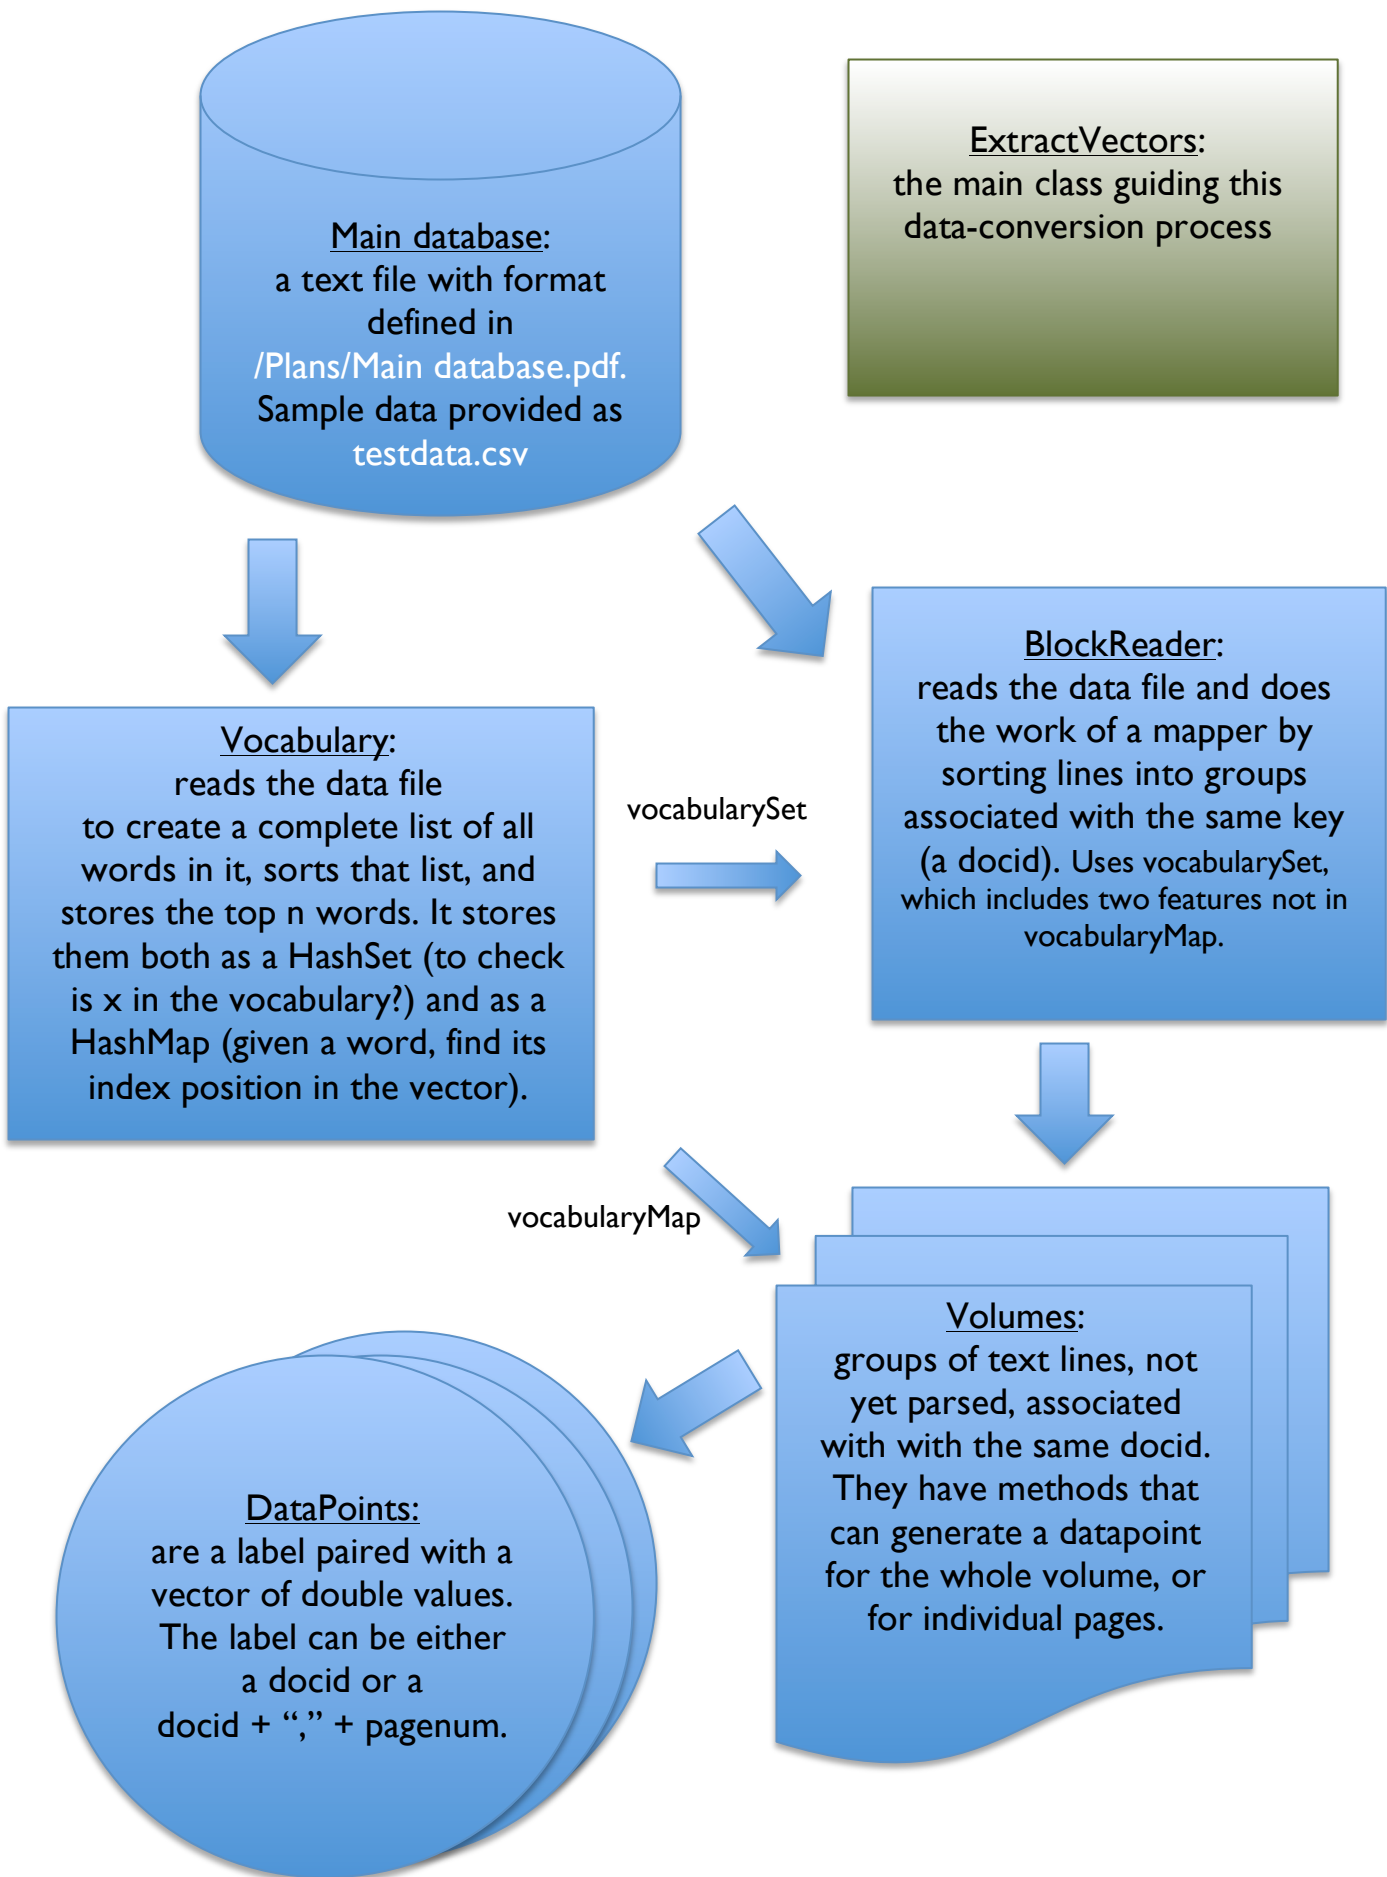 Main database:
a text file with format
defined in
/Plans/Main database.pdf.
Sample data provided as
testdata.csv
ExtractVectors:
the main class guiding this
data-conversion process
Vocabulary:
reads the data file
to create a complete list of all
words in it, sorts that list, and
stores the top n words. It stores
them both as a HashSet (to check
is x in the vocabulary?) and as a
HashMap (given a word, find its
index position in the vector).
vocabularySet
BlockReader:
reads the data file and does
the work of a mapper by
sorting lines into groups
associated with the same key
(a docid). Uses vocabularySet,
which includes two features not in
vocabularyMap.
vocabularyMap
Volumes:
groups of text lines, not
yet parsed, associated
with with the same docid.
They have methods that
can generate a datapoint
for the whole volume, or
for individual pages.
DataPoints:
are a label paired with a
vector of double values.
The label can be either
a docid or a
docid + “,” + pagenum.